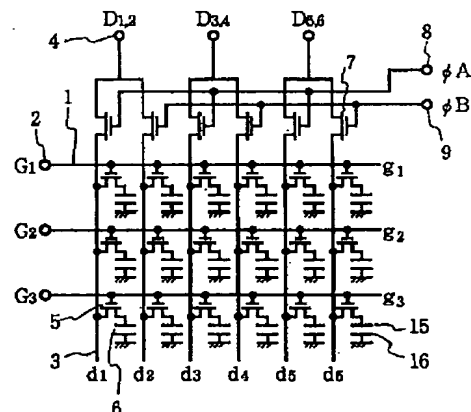 D1,2 D3,4 D5,6
4 8
7
φA
φB
2 1 9
G1 g1
G2 g2
G3 g3
5 15
3 16
d1 d2 d3 d4 d5 d6
6